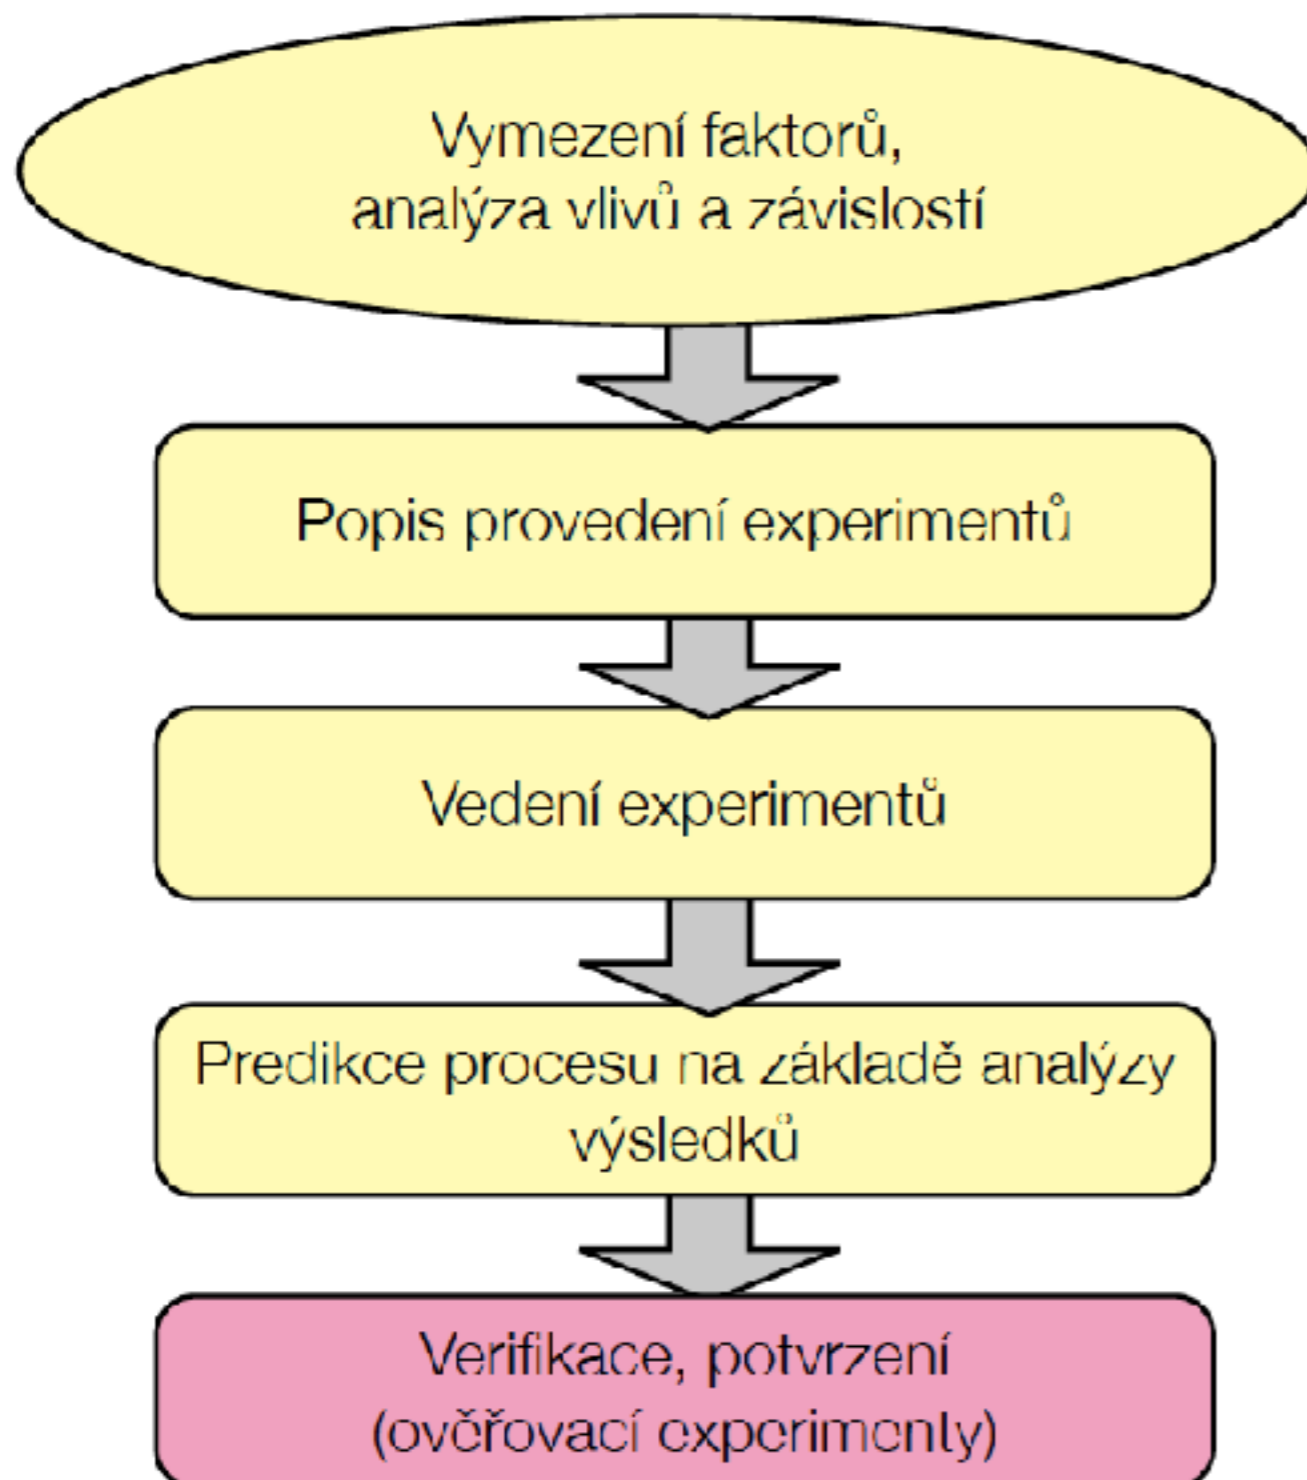 Vymezení faktorů,
analýza vlivů a závislostí
Popis provedení experimentů
Vedení experimentů
Predikce procesu na základě analýzy
výsledků
Verifikace, potvrzení
(ověřovací experimenty)